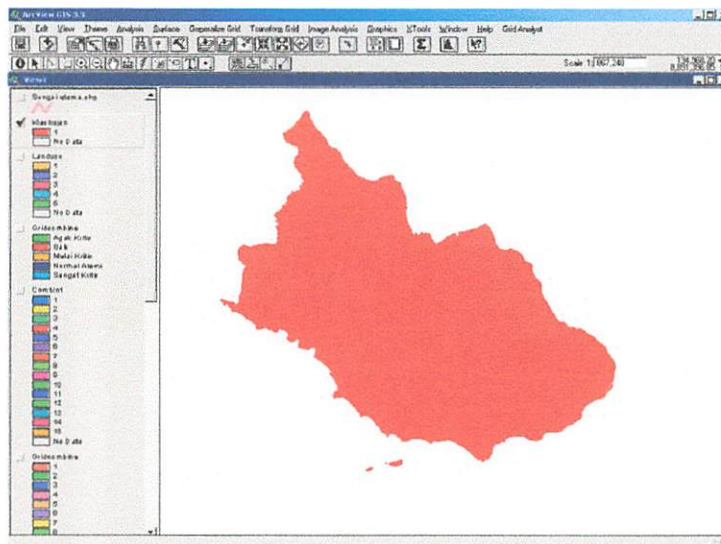 ArcView GIS 3.3
File Edit View Theme Analysis Surface Generalize Grid Transform Grid Image Analysis Graphics XTools Window Help Grid Analyst
Scale 1:
View1
Sungai utama.shp
1
No Data
Landuse
1
2
3
4
5
No Data
Gridcombine
Agak Kritis
Baik
Mulai Kritis
Normal Alami
Sangat Kritis
1
2
3
4
5
6
7
8
9
10
11
12
13
14
15
No Data
Gridcombine
1
2
3
4
5
6
7
8